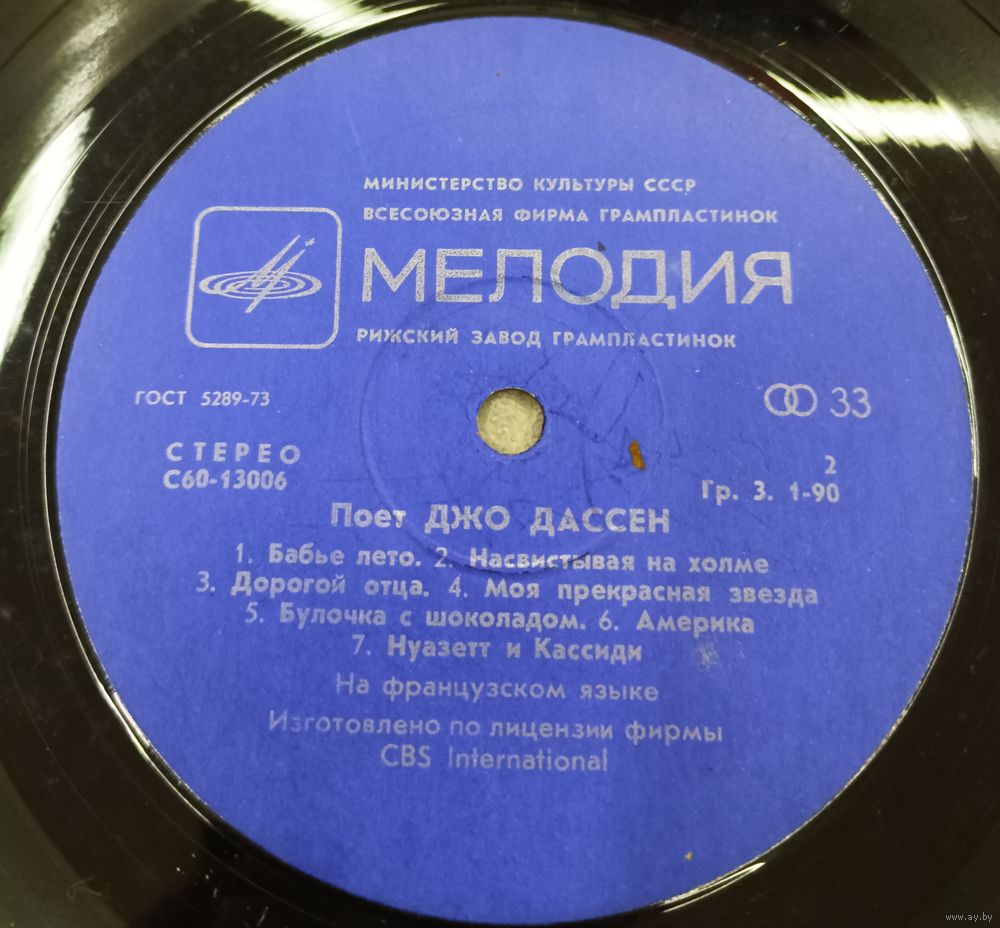 МИНИСТЕРСТВО КУЛЬТУРЫ СССР
ВСЕСОЮЗНАЯ ФИРМА ГРАМПЛАСТИНОК
МЕЛОДИЯ
РИЖСКИЙ ЗАВОД ГРАМПЛАСТИНОК
ГОСТ 5289-73
33
СТЕРЕО
С60-13006
2
Гр. 3. 1-90
Поет ДЖО ДАССЕН
1. Бабье лето. 2. Насвистывая на холме
3. Дорогой отца. 4. Моя прекрасная звезда
5. Булочка с шоколадом. 6. Америка
7. Нуазетт и Кассиди
На французском языке
Изготовлено по лицензии фирмы
CBS International
www.ay.by